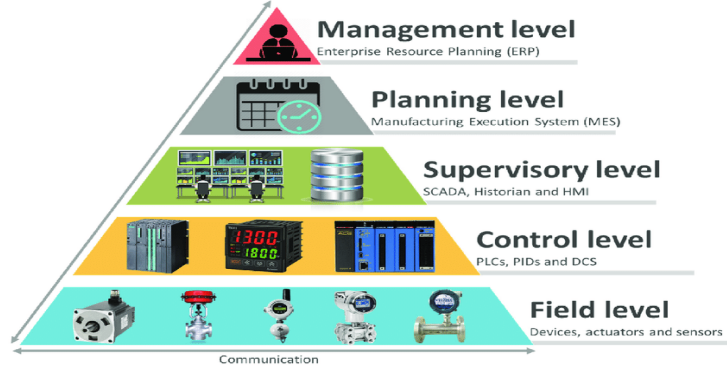 Management level
Enterprise Resource Planning (ERP)
Planning level
Manufacturing Execution System (MES)
Supervisory level
SCADA, Historian and HMI
1300
1800
Control level
PLCs, PIDs and DCS
Field level
Devices, actuators and sensors
Communication